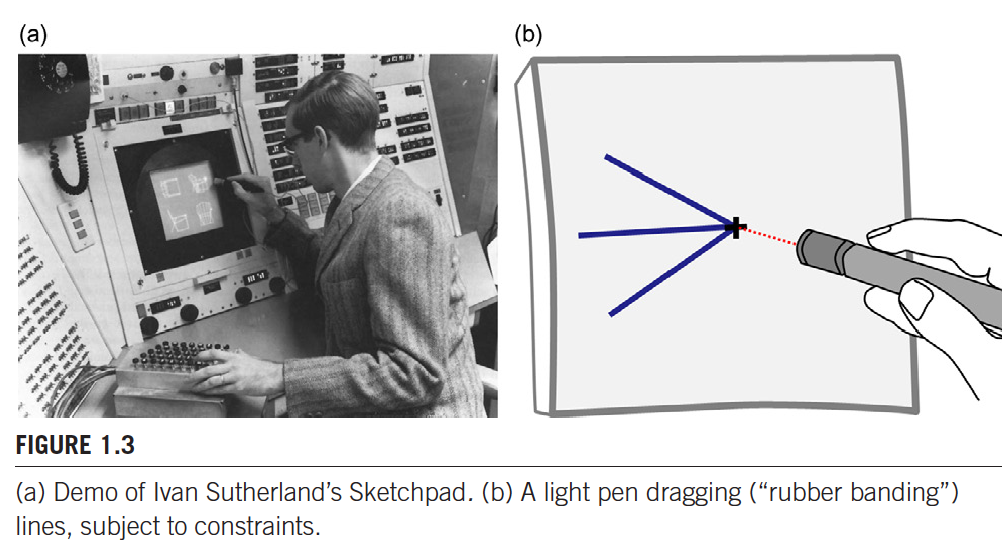 (a)
(b)
FIGURE 1.3
(a) Demo of Ivan Sutherland’s Sketchpad. (b) A light pen dragging (“rubber banding”)
lines, subject to constraints.